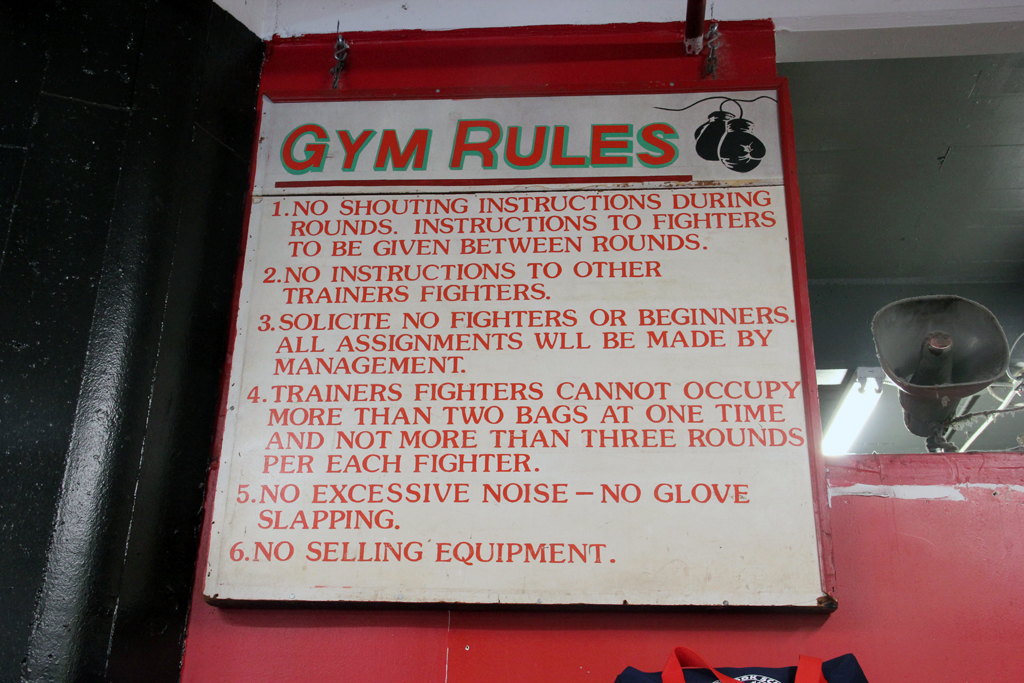 GYM RULES
1. NO SHOUTING INSTRUCTIONS DURING
ROUNDS. INSTRUCTIONS TO FIGHTERS
TO BE GIVEN BETWEEN ROUNDS.
2. NO INSTRUCTIONS TO OTHER
TRAINERS FIGHTERS.
3. SOLICITE NO FIGHTERS OR BEGINNERS.
ALL ASSIGNMENTS WLL BE MADE BY
MANAGEMENT.
4. TRAINERS FIGHTERS CANNOT OCCUPY
MORE THAN TWO BAGS AT ONE TIME
AND NOT MORE THAN THREE ROUNDS
PER EACH FIGHTER.
5. NO EXCESSIVE NOISE – NO GLOVE
SLAPPING.
6. NO SELLING EQUIPMENT.